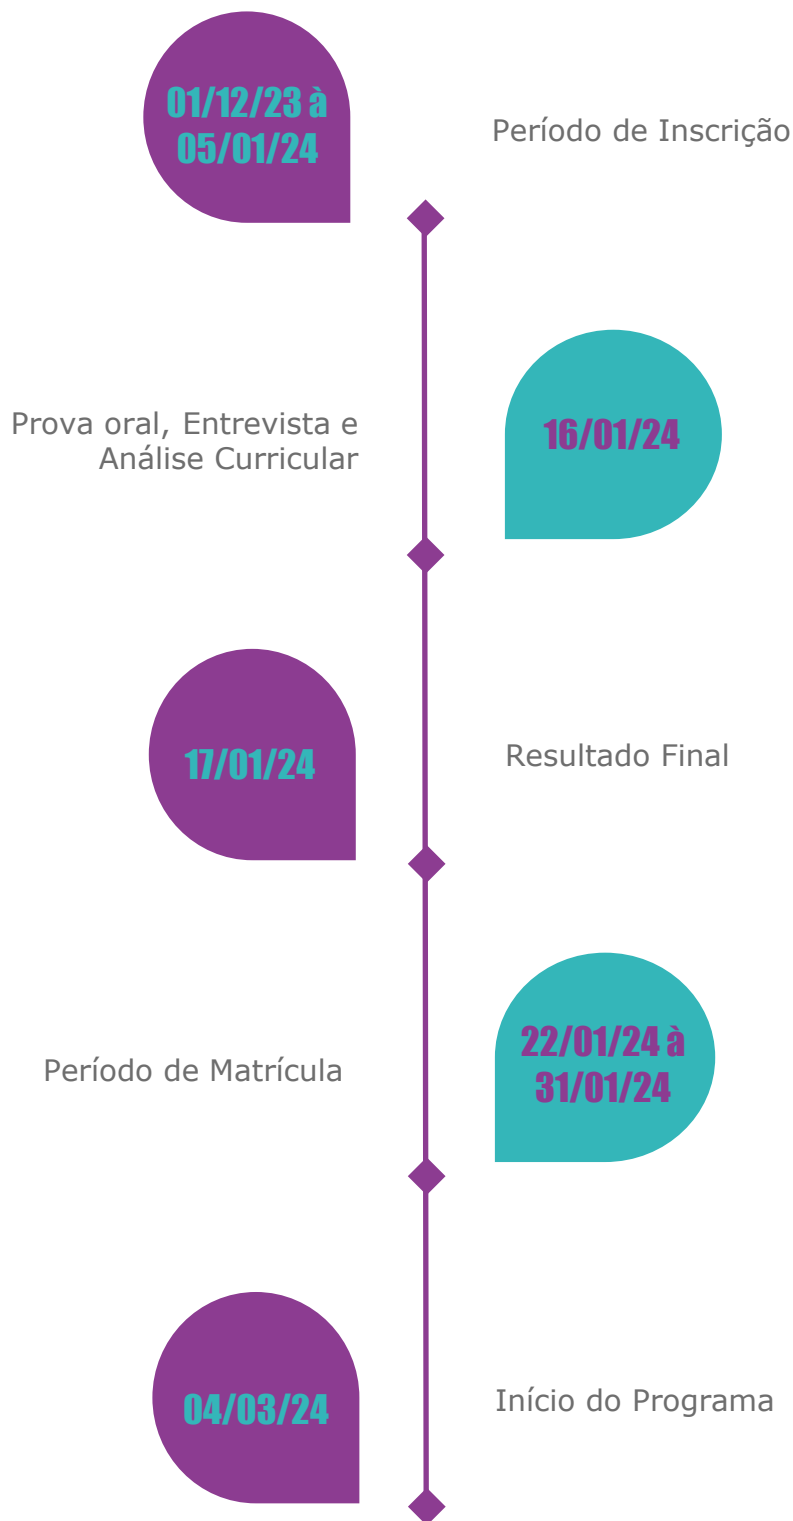 01/12/23 à
05/01/24
Período de Inscrição
Prova oral, Entrevista e
Análise Curricular
16/01/24
17/01/24
Resultado Final
Período de Matrícula
22/01/24 à
31/01/24
04/03/24
Início do Programa